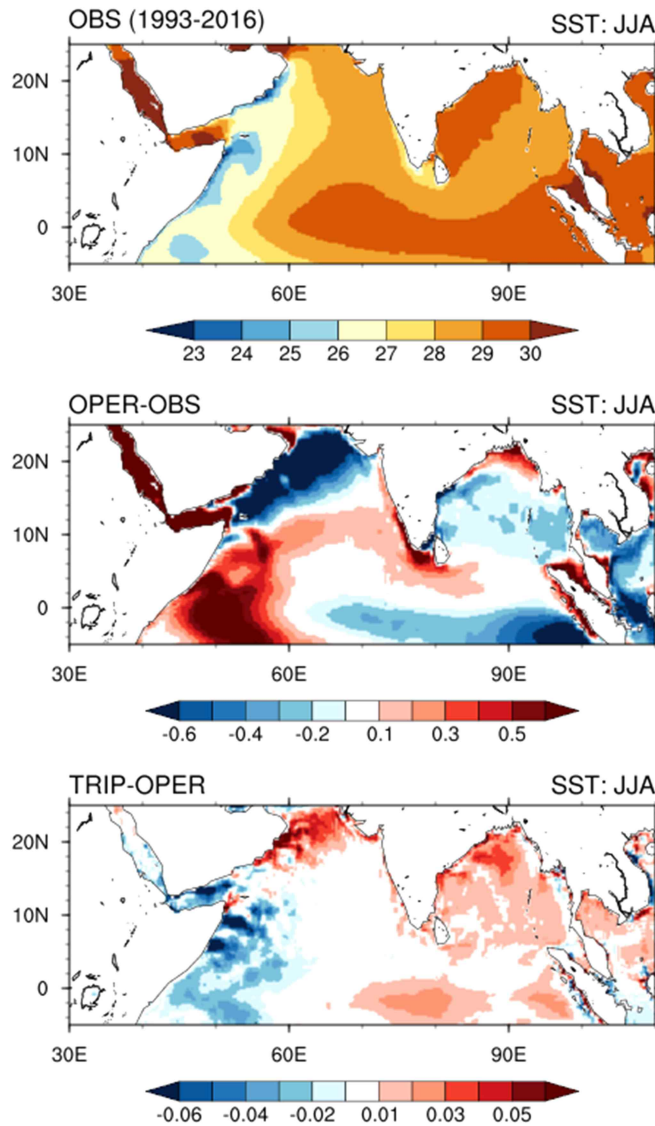 OBS (1993-2016) SST: JJA
20N
10N
0
30E 60E 90E
23 24 25 26 27 28 29 30
OPER-OBS SST: JJA
20N
10N
0
30E 60E 90E
-0.6 -0.4 -0.2 0.1 0.3 0.5
TRIP-OPER SST: JJA
20N
10N
0
30E 60E 90E
-0.06 -0.04 -0.02 0.01 0.03 0.05